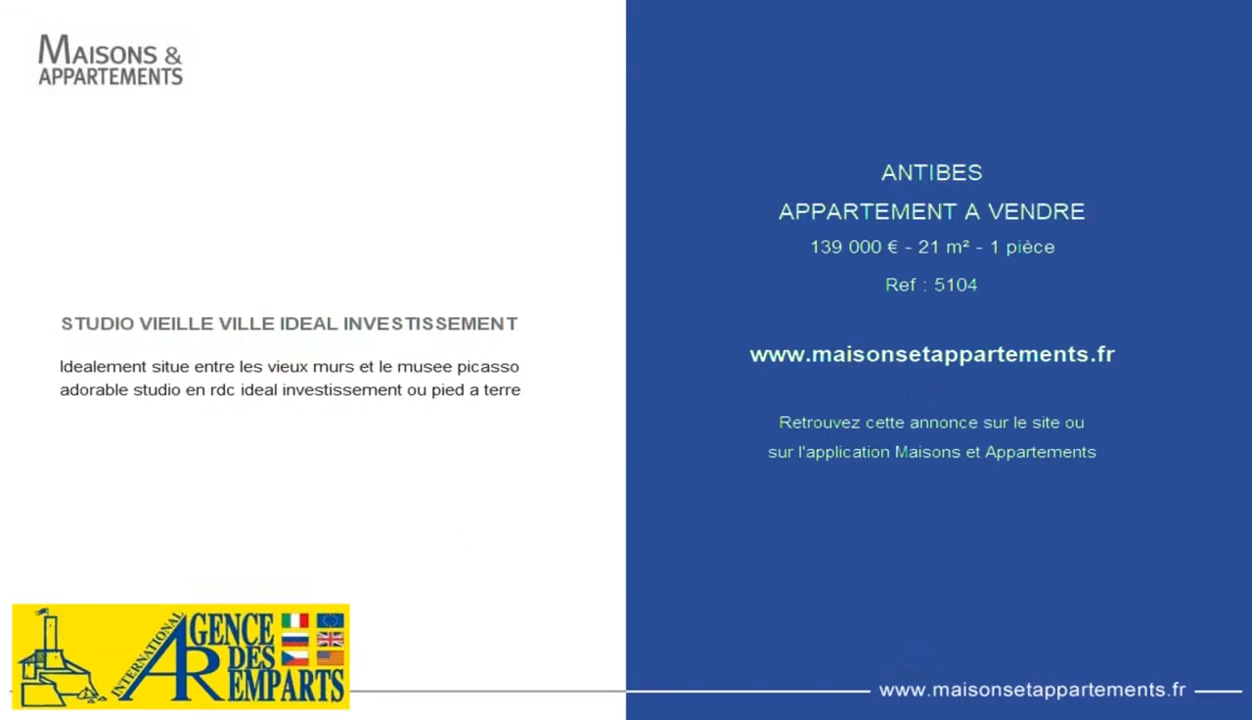 MAISONS &
APPARTEMENTS
STUDIO VIEILLE VILLE IDEAL INVESTISSEMENT
Idealement situe entre les vieux murs et le musee picasso
adorable studio en rdc ideal investissement ou pied a terre
INTERNATIONAL
AGENCE
DES
REMPARTS
ANTIBES
APPARTEMENT A VENDRE
139 000 € - 21 m² - 1 pièce
Ref : 5104
www.maisonsetappartements.fr
Retrouvez cette annonce sur le site ou
sur l'application Maisons et Appartements
www.maisonsetappartements.fr